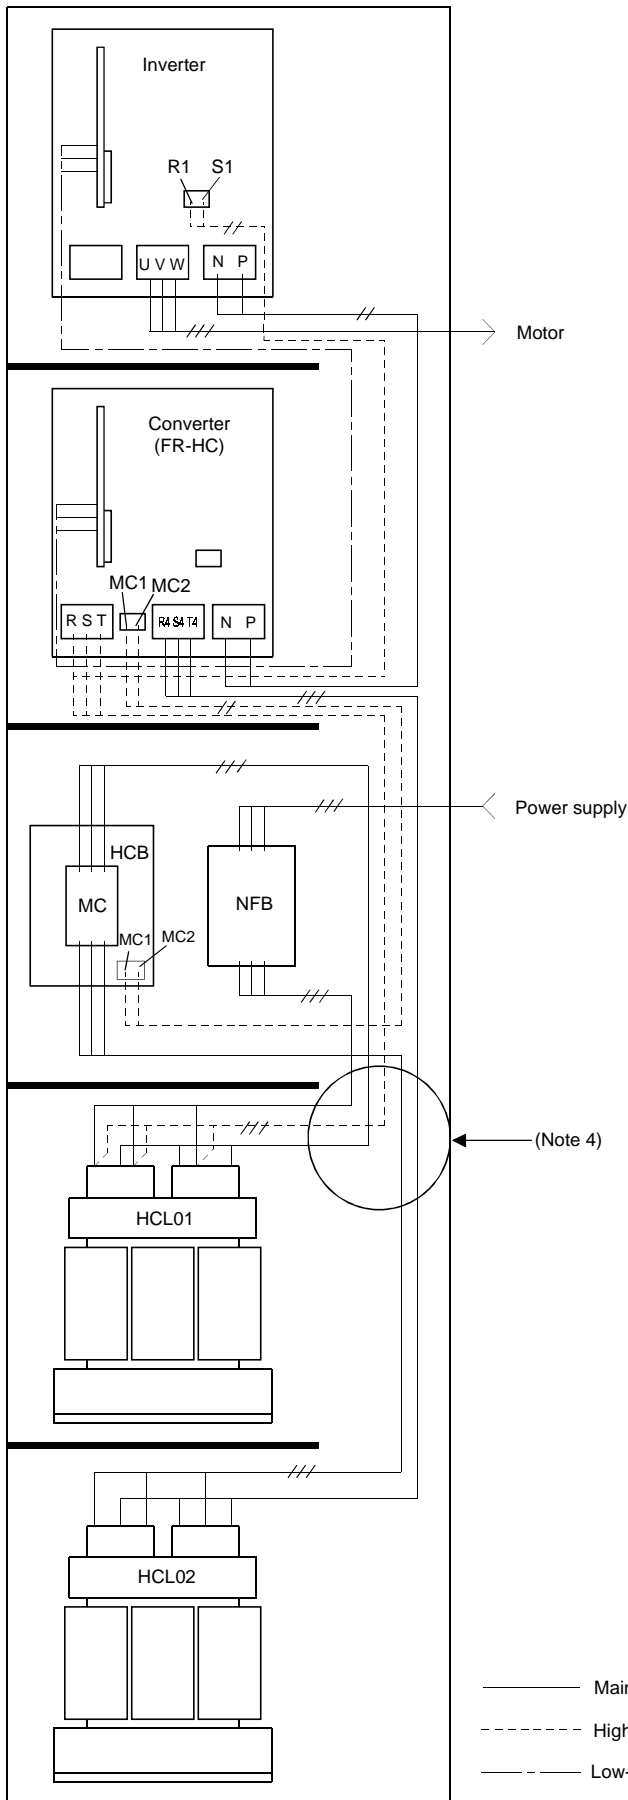 Inverter
R1 S1
U V W
N P
Motor
Converter
(FR-HC)
MC1 MC2
R S T
R4 S4 T4
N P
Power supply
HCB
MC
NFB
MC1 MC2
(Note 4)
HCL01
HCL02
Main
High
Low-